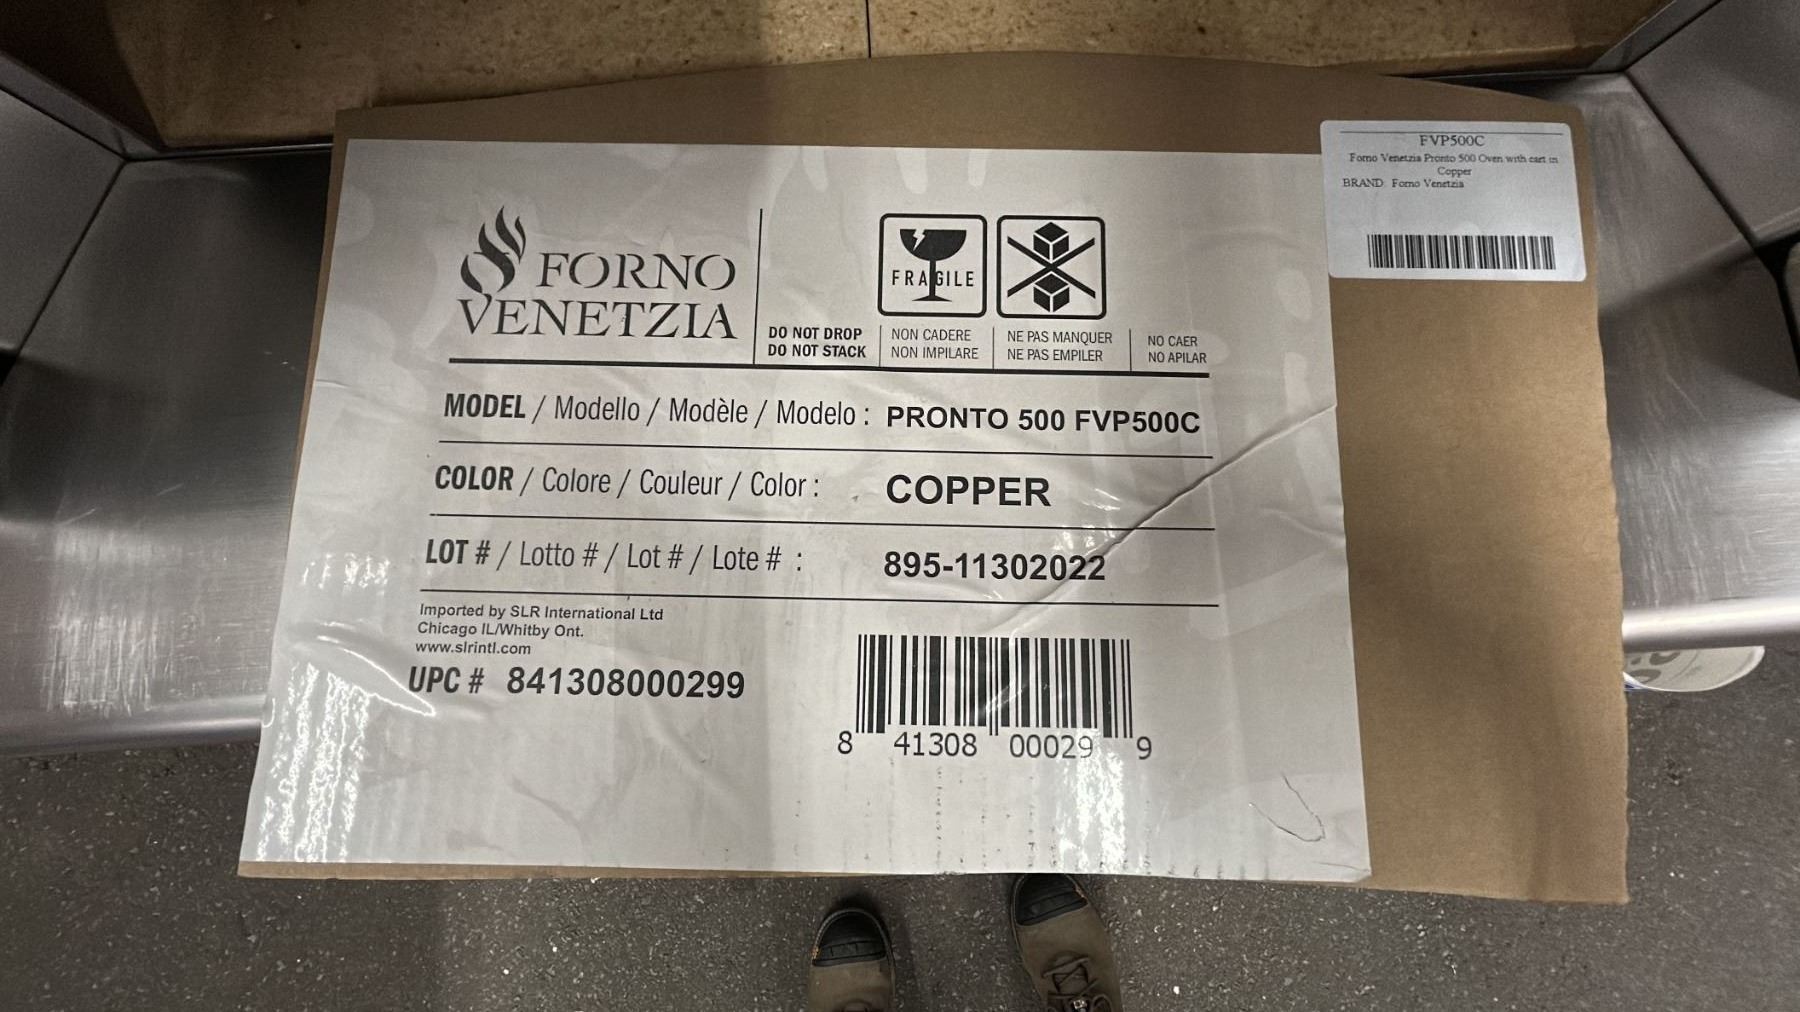 FVP500C
Forno Venetzia Pronto 500 Oven with cart in
Copper
BRAND: Forno Venetzia
FORNO
VENETZIA
FRAGILE
DO NOT DROP
DO NOT STACK
NON CADERE
NON IMPILARE
NE PAS MANQUER
NE PAS EMPILER
NO CAER
NO APILAR
MODEL / Modello / Modèle / Modelo : PRONTO 500 FVP500C
COLOR / Colore / Couleur / Color : COPPER
LOT # / Lotto # / Lot # / Lote # : 895-11302022
Imported by SLR International Ltd
Chicago IL/Whitby Ont.
www.slrintl.com
UPC # 841308000299
8 41308 00029 9